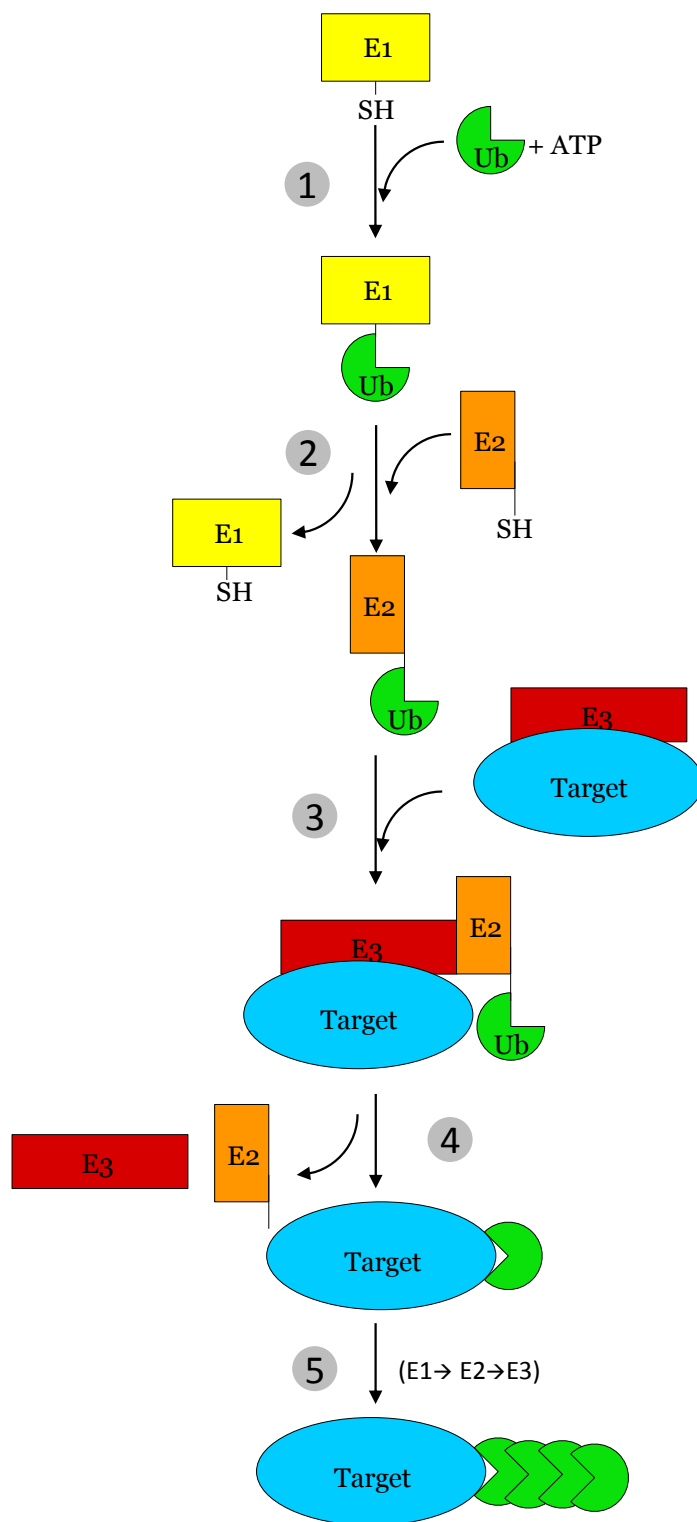 E1
SH
Ub + ATP
1
E1
Ub
E2
2
SH
E1
SH
E2
Ub
E3
Target
3
E2
E3
Target
Ub
4
E2
E3
Target
5 (E1→ E2→E3)
Target